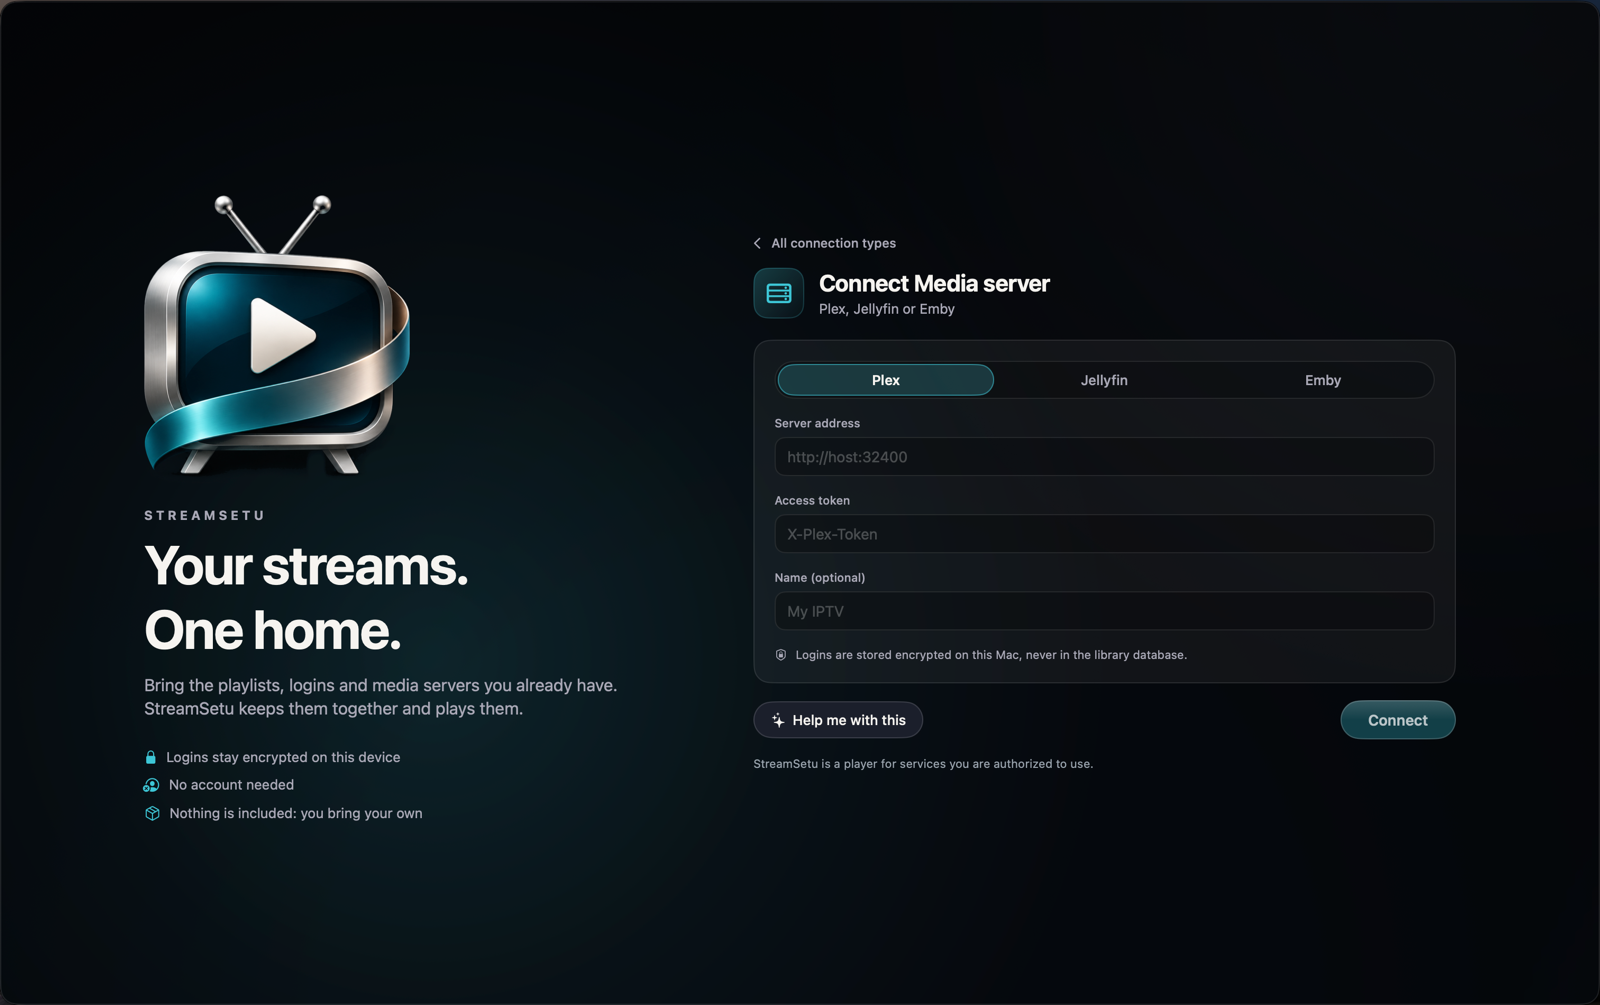 STREAMSETU
Your streams.
One home.
Bring the playlists, logins and media servers you already have.
StreamSetu keeps them together and plays them.
Logins stay encrypted on this device
No account needed
Nothing is included: you bring your own
All connection types
Connect Media server
Plex, Jellyfin or Emby
Plex
Jellyfin
Emby
Server address
http://host:32400
Access token
X-Plex-Token
Name (optional)
My IPTV
Logins are stored encrypted on this Mac, never in the library database.
Help me with this
Connect
StreamSetu is a player for services you are authorized to use.